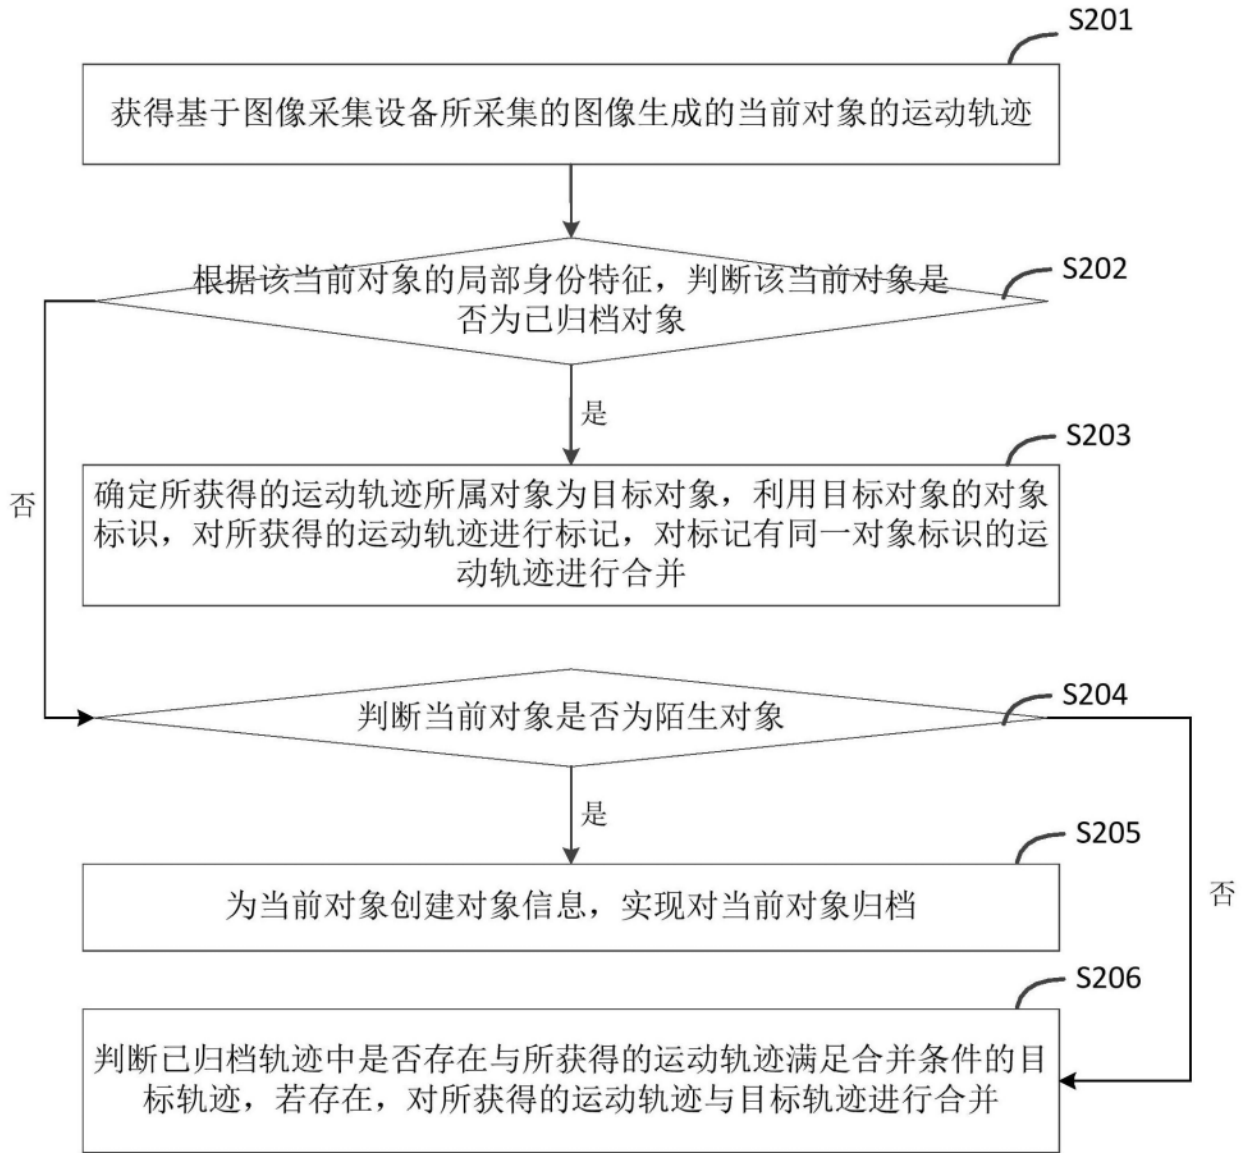 S201
获得基于图像采集设备所采集的图像生成的当前对象的运动轨迹
S202
根据该当前对象的局部身份特征，判断该当前对象是
否为已归档对象
是
S203
否
确定所获得的运动轨迹所属对象为目标对象，利用目标对象的对象
标识，对所获得的运动轨迹进行标记，对标记有同一对象标识的运
动轨迹进行合并
S204
判断当前对象是否为陌生对象
是
S205
否
为当前对象创建对象信息，实现对当前对象归档
S206
判断已归档轨迹中是否存在与所获得的运动轨迹满足合并条件的目
标轨迹，若存在，对所获得的运动轨迹与目标轨迹进行合并